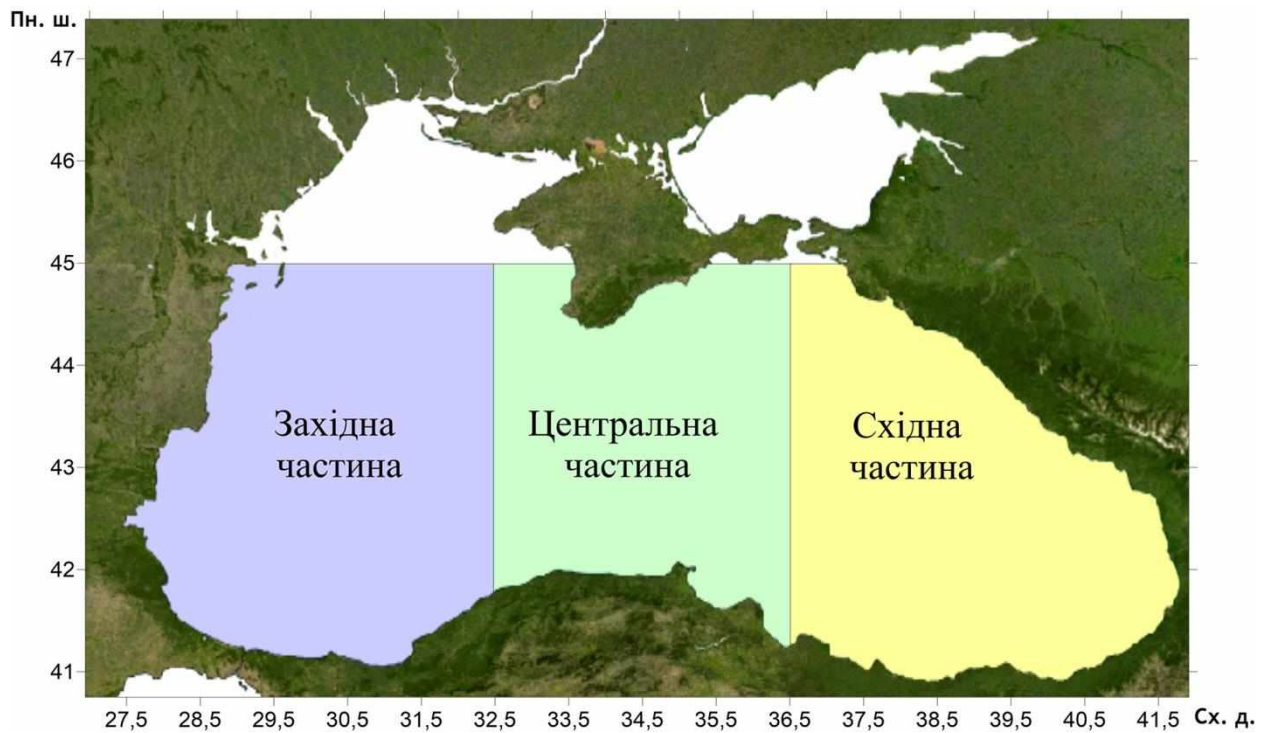 Пн. ш.
47
46
45
44
43
42
41
Західна
частина
Центральна
частина
Східна
частина
27,5 28,5 29,5 30,5 31,5 32,5 33,5 34,5 35,5 36,5 37,5 38,5 39,5 40,5 41,5 Сх. д.